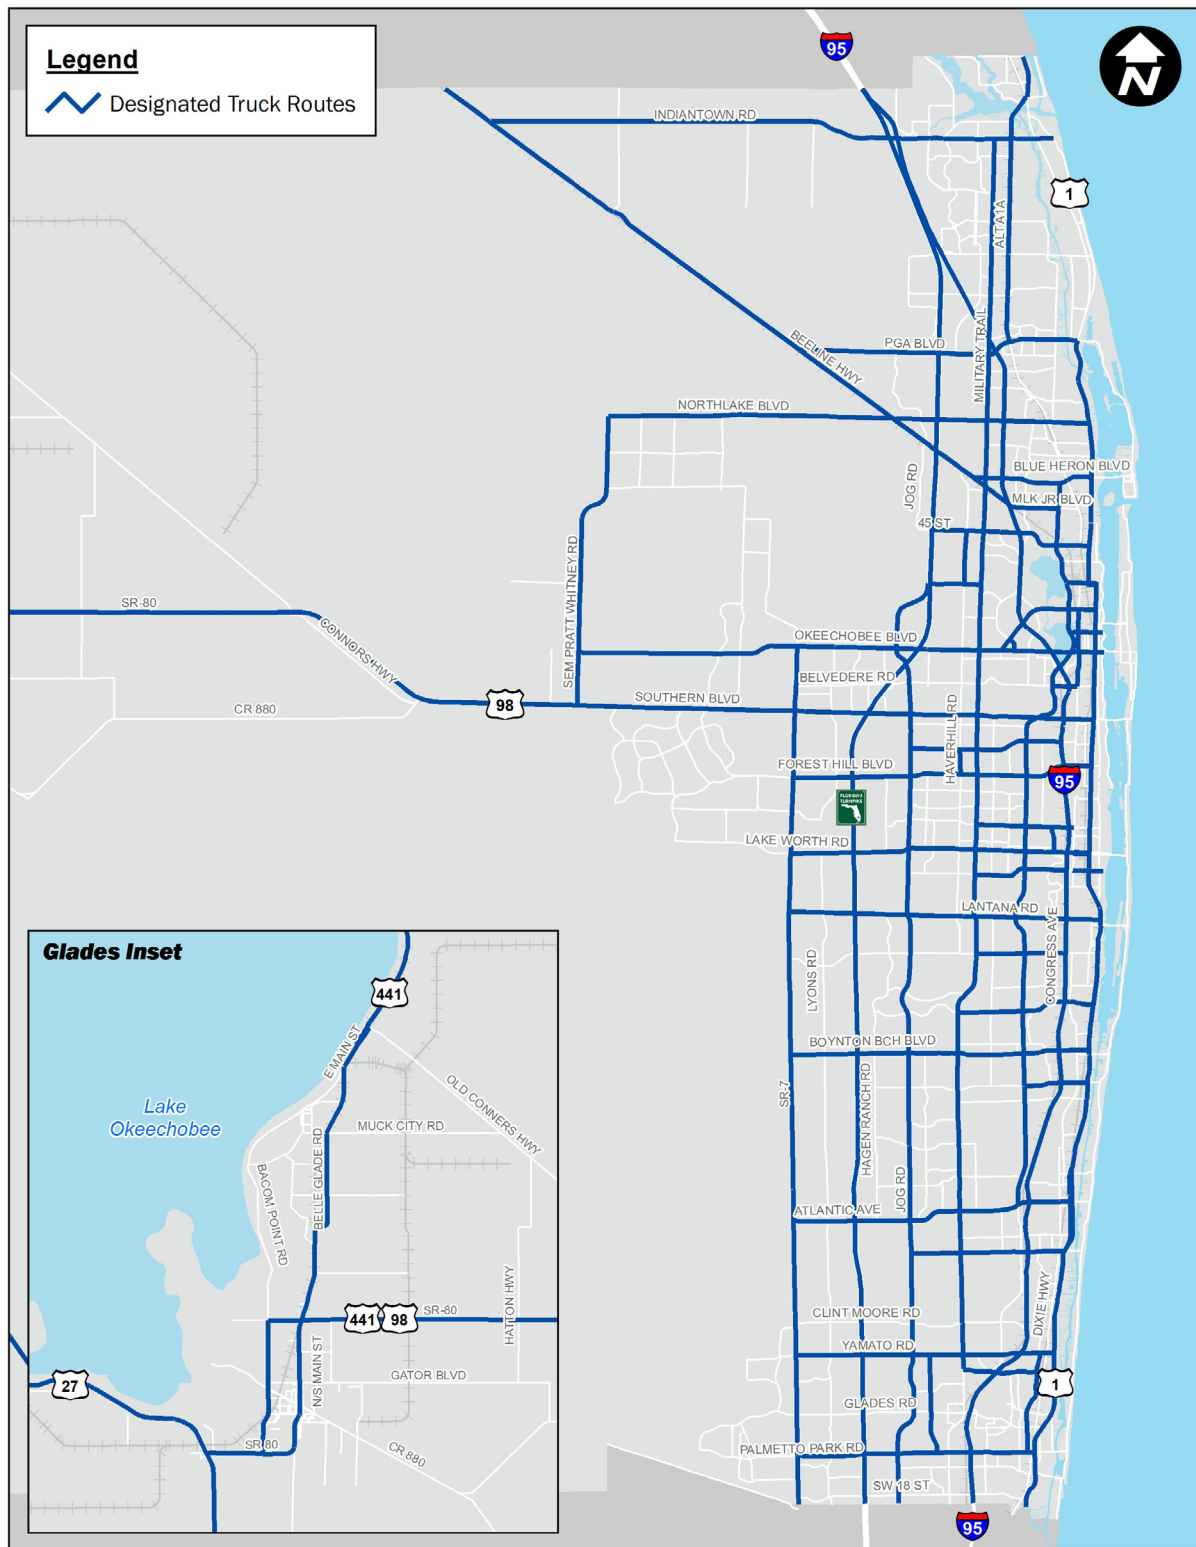 Legend
Designated Truck Routes
95
N
INDIANTOWN RD
1
ALT A1A
BEELINE HWY
PGA BLVD
MILITARY TRAIL
NORTHLAKE BLVD
BLUE HERON BLVD
JOG RD
MLK JR BLVD
45 ST
SEM PRATT WHITNEY RD
SR-80
CONNORS HWY
OKEECHOBEE BLVD
BELVEDERE RD
98
SOUTHERN BLVD
CR 880
HAVERHILL RD
FOREST HILL BLVD
95
FLORIDA'S
TURNPIKE
LAKE WORTH RD
LANTANA RD
CONGRESS AVE
LYONS RD
BOYNTON BCH BLVD
SR-7
HAGEN RANCH RD
JOG RD
ATLANTIC AVE
CLINT MOORE RD
DIXIE HWY
YAMATO RD
1
GLADES RD
PALMETTO PARK RD
SW 18 ST
95
Glades Inset
441
E MAIN ST
Lake
Okeechobee
OLD CONNERS HWY
MUCK CITY RD
BELLE GLADE RD
BACOM POINT RD
HATTON HWY
441
98
SR-80
N/S MAIN ST
27
GATOR BLVD
SR 80
CR 880